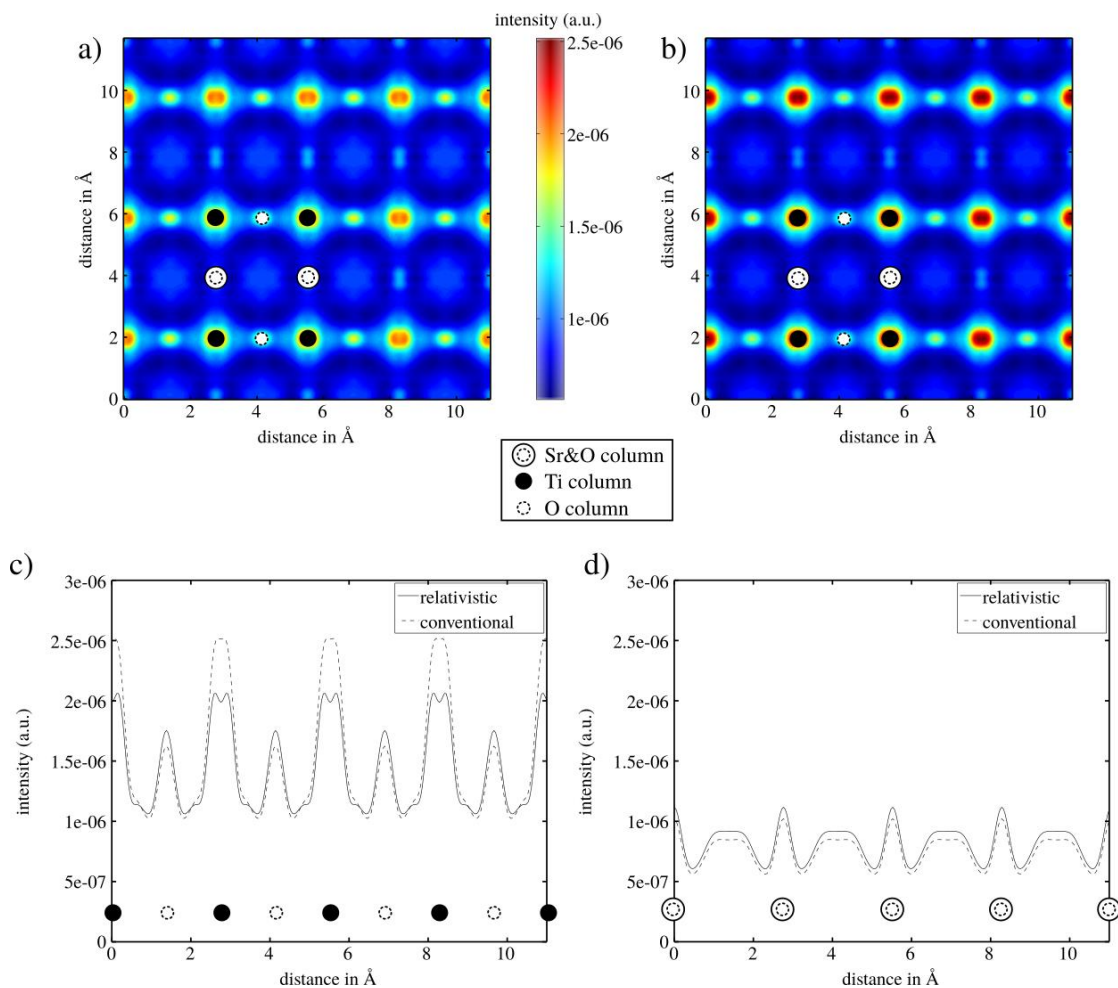 intensity (a.u.)
a)
b)
2.5e-06
2e-06
1e-06
distance in Å
10
8
6
4
2
0
0 2 4 6 8 10
distance in Å
distance in Å
10
8
6
4
2
0
0 2 4 6 8 10
distance in Å
Sr&O column
Ti column
O column
c)
intensity (a.u.)
3e-06
2.5e-06
2e-06
1.5e-06
1e-06
5e-07
0
relativistic
conventional
0 2 4 6 8 10
distance in Å
d)
intensity (a.u.)
3e-06
2.5e-06
2e-06
1.5e-06
1e-06
5e-07
0
relativistic
conventional
0 2 4 6 8 10
distance in Å